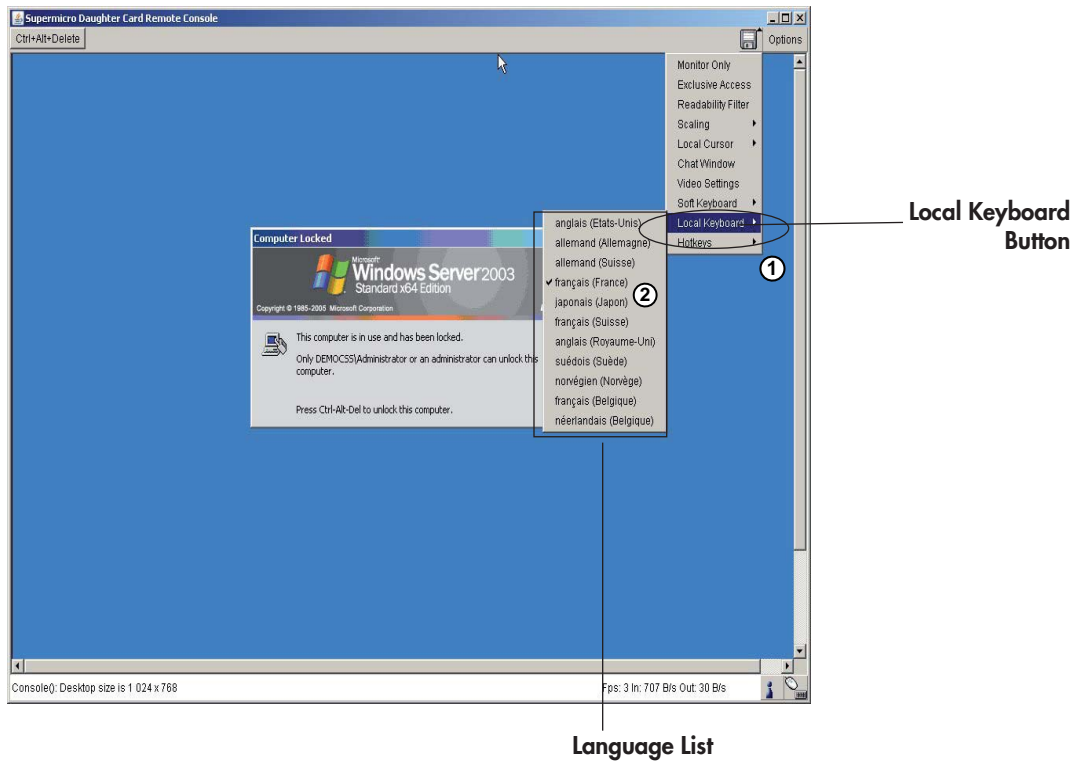 Supermicro Daughter Card Remote Console
Ctrl+Alt+Delete
Options
Monitor Only
Exclusive Access
Readability Filter
Scaling
Local Cursor
Chat Window
Video Settings
Soft Keyboard
Local Keyboard
Hotkeys
Local Keyboard
Button
1
anglais (Etats-Unis)
allemand (Allemagne)
allemand (Suisse)
français (France)
japonais (Japon)
français (Suisse)
anglais (Royaume-Uni)
suédois (Suède)
norvégien (Norvège)
français (Belgique)
néerlandais (Belgique)
2
Computer Locked
Microsoft
Windows Server 2003
Standard x64 Edition
Copyright © 1985-2005 Microsoft Corporation
This computer is in use and has been locked.
Only DEMOCSS\Administrator or an administrator can unlock this
computer.
Press Ctrl-Alt-Del to unlock this computer.
Console(): Desktop size is 1 024 x 768
Fps: 3 In: 707 B/s Out: 30 B/s
Language List